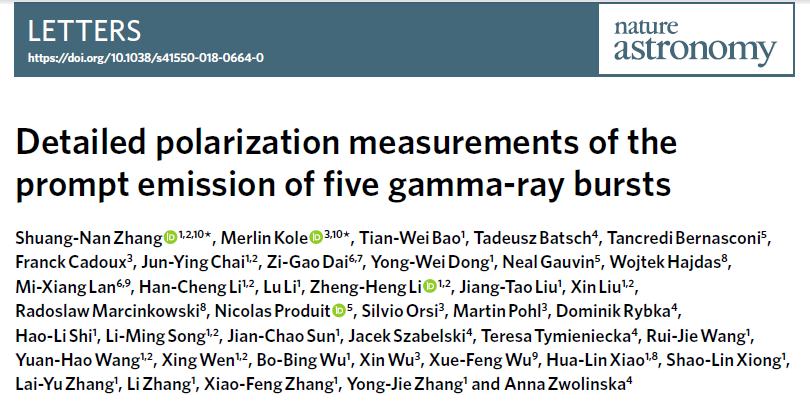 LETTERS
https://doi.org/10.1038/s41550-018-0664-0
nature
astronomy
Detailed polarization measurements of the
prompt emission of five gamma-ray bursts
Shuang-Nan Zhang 1,2,10*, Merlin Kole 3,10*, Tian-Wei Bao1, Tadeusz Batsch4, Tancredi Bernasconi5,
Franck Cadoux3, Jun-Ying Chai1,2, Zi-Gao Dai6,7, Yong-Wei Dong1, Neal Gauvin5, Wojtek Hajdas8,
Mi-Xiang Lan6,9, Han-Cheng Li1,2, Lu Li1, Zheng-Heng Li 1,2, Jiang-Tao Liu1, Xin Liu1,2,
Radoslaw Marcinkowski8, Nicolas Produit 5, Silvio Orsi3, Martin Pohl3, Dominik Rybka4,
Hao-Li Shi1, Li-Ming Song1,2, Jian-Chao Sun1, Jacek Szabelski4, Teresa Tymieniecka4, Rui-Jie Wang1,
Yuan-Hao Wang1,2, Xing Wen1,2, Bo-Bing Wu1, Xin Wu3, Xue-Feng Wu9, Hua-Lin Xiao1,8, Shao-Lin Xiong1,
Lai-Yu Zhang1, Li Zhang1, Xiao-Feng Zhang1, Yong-Jie Zhang1 and Anna Zwolinska4